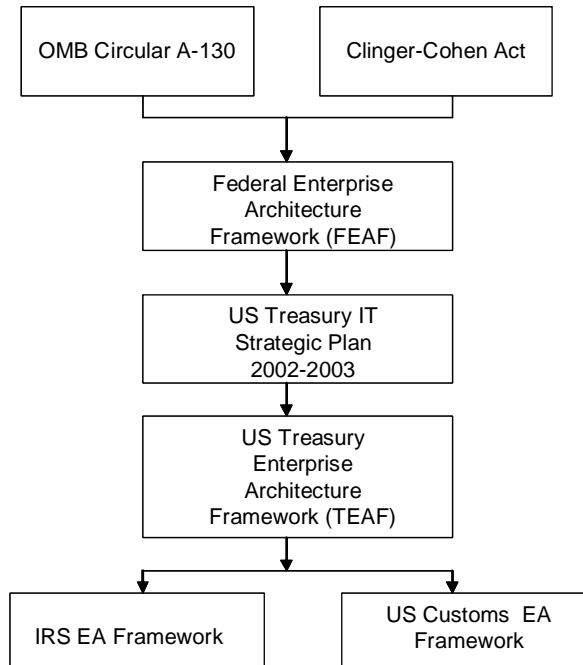 OMB Circular A-130
Clinger-Cohen Act
Federal Enterprise
Architecture
Framework (FEAF)
US Treasury IT
Strategic Plan
2002-2003
US Treasury
Enterprise
Architecture
Framework (TEAF)
IRS EA Framework
US Customs EA
Framework